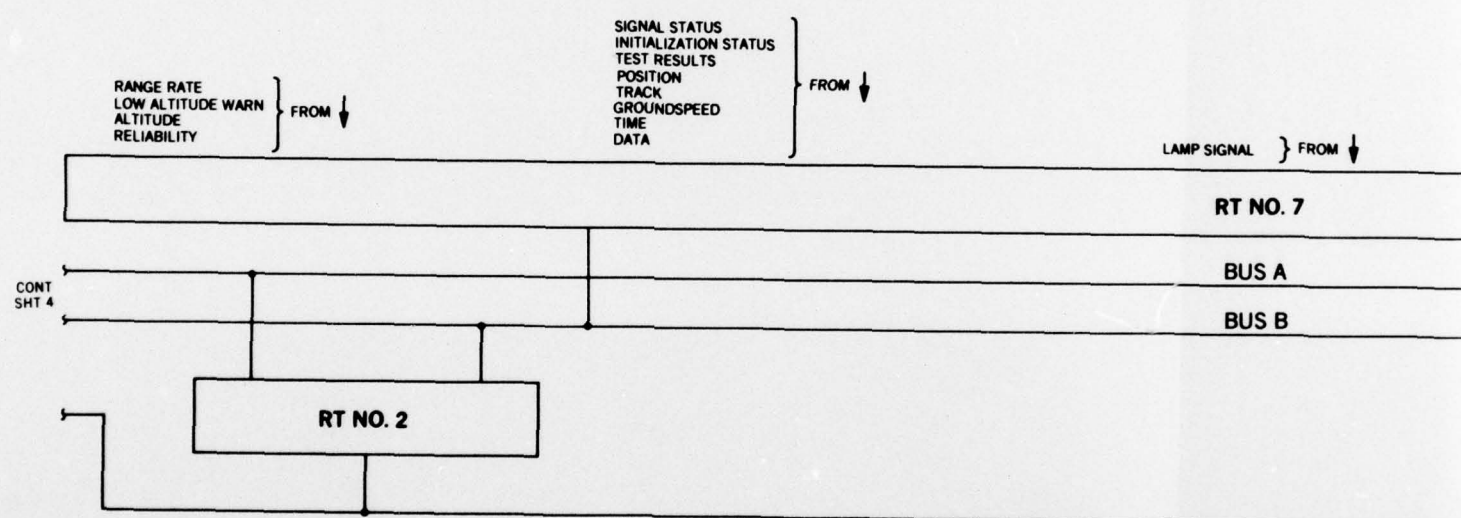 RANGE RATE
LOW ALTITUDE WARN
ALTITUDE
RELIABILITY
FROM
SIGNAL STATUS
INITIALIZATION STATUS
TEST RESULTS
POSITION
TRACK
GROUNDSPEED
TIME
DATA
FROM
LAMP SIGNAL FROM
RT NO. 7
CONT
SHT 4
BUS A
BUS B
RT NO. 2